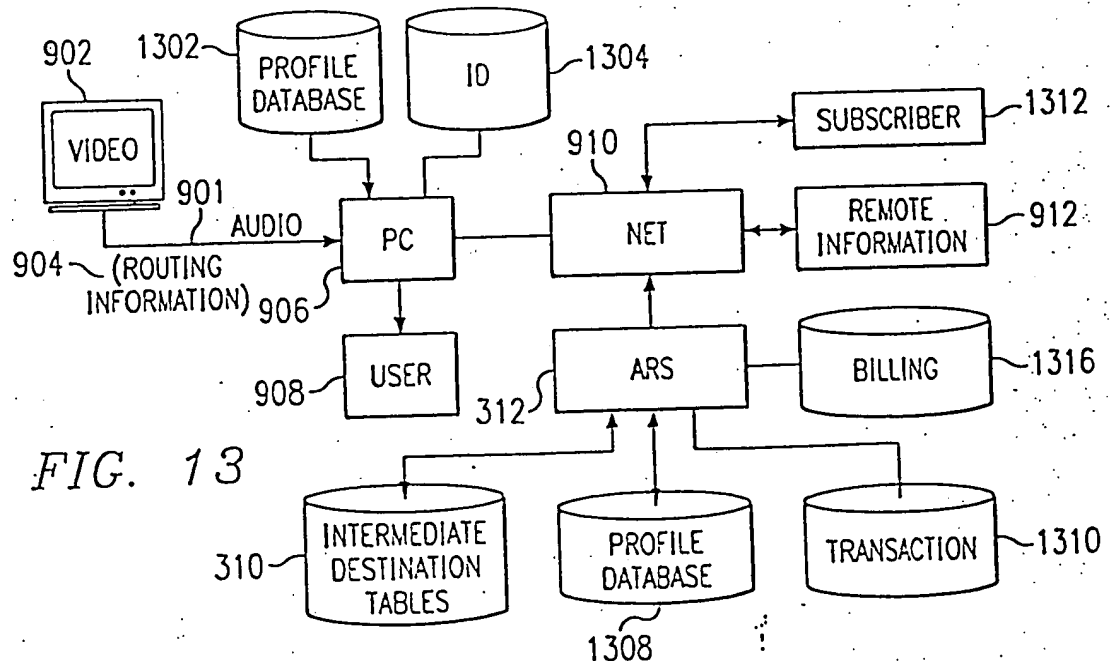 1302
902
PROFILE
DATABASE
ID
1304
VIDEO
901
AUDIO
904
(ROUTING
INFORMATION)
PC
906
910
NET
SUBSCRIBER
1312
REMOTE
INFORMATION
912
USER
908
ARS
312
BILLING
1316
FIG. 13
310
INTERMEDIATE
DESTINATION
TABLES
PROFILE
DATABASE
1308
TRANSACTION
1310